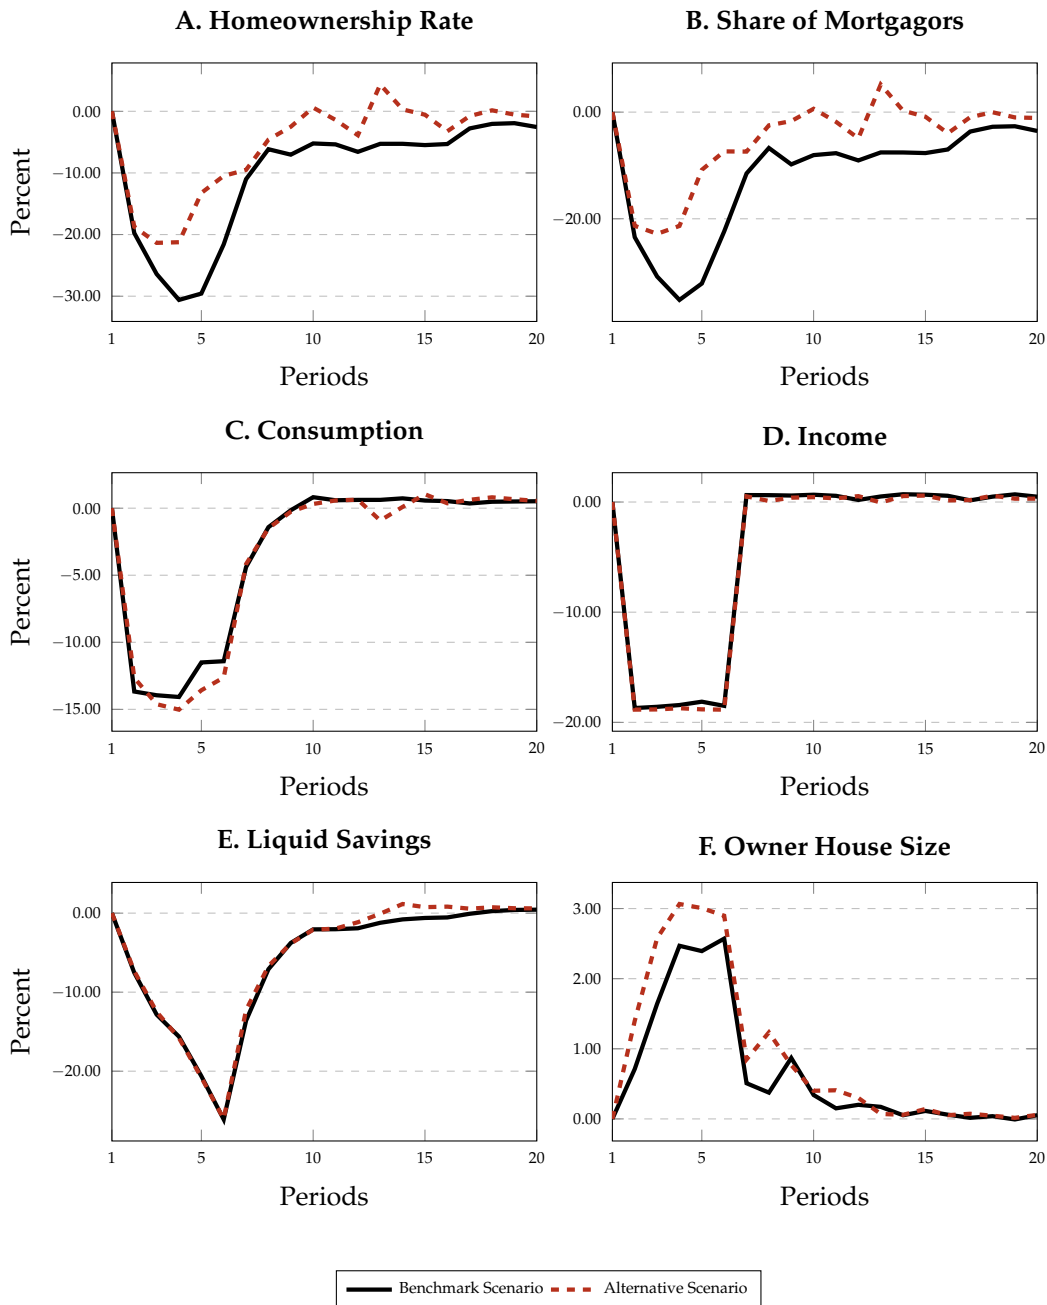 A. Homeownership Rate
B. Share of Mortgagors
0.00
−10.00
−20.00
−30.00
Percent
1 5 10 15 20
Periods
0.00
−20.00
1 5 10 15 20
Periods
C. Consumption
D. Income
0.00
−5.00
−10.00
−15.00
Percent
1 5 10 15 20
Periods
0.00
−10.00
−20.00
1 5 10 15 20
Periods
E. Liquid Savings
F. Owner House Size
0.00
−10.00
−20.00
Percent
1 5 10 15 20
Periods
3.00
2.00
1.00
0.00
1 5 10 15 20
Periods
Benchmark Scenario Alternative Scenario